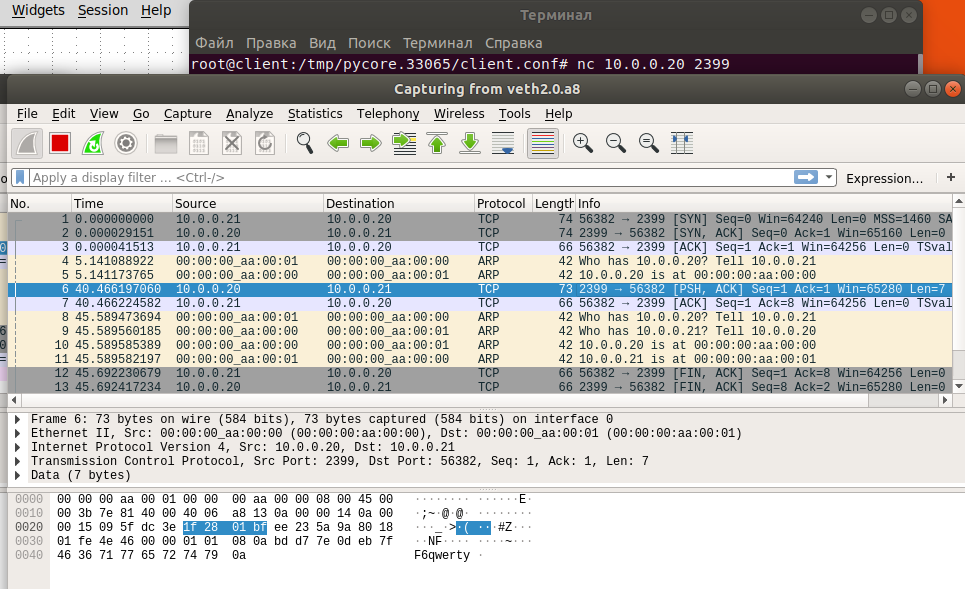 Widgets Session Help
Терминал
Файл Правка Вид Поиск Терминал Справка
root@client:/tmp/pycore.33065/client.conf# nc 10.0.0.20 2399
Capturing from veth2.0.a8
File Edit View Go Capture Analyze Statistics Telephony Wireless Tools Help
Apply a display filter ... <Ctrl-/> Expression... +
No. Time Source Destination Protocol Length Info
1 0.000000000 10.0.0.21 10.0.0.20 TCP 74 56382 → 2399 [SYN] Seq=0 Win=64240 Len=0 MSS=1460 SA
2 0.000029151 10.0.0.20 10.0.0.21 TCP 74 2399 → 56382 [SYN, ACK] Seq=0 Ack=1 Win=65160 Len=0
3 0.000041513 10.0.0.21 10.0.0.20 TCP 66 56382 → 2399 [ACK] Seq=1 Ack=1 Win=64256 Len=0 TSval
4 5.141088922 00:00:00_aa:00:01 00:00:00_aa:00:00 ARP 42 Who has 10.0.0.20? Tell 10.0.0.21
5 5.141173765 00:00:00_aa:00:00 00:00:00_aa:00:01 ARP 42 10.0.0.20 is at 00:00:00:aa:00:00
6 40.466197060 10.0.0.20 10.0.0.21 TCP 73 2399 → 56382 [PSH, ACK] Seq=1 Ack=1 Win=65280 Len=7
7 40.466224582 10.0.0.21 10.0.0.20 TCP 66 56382 → 2399 [ACK] Seq=1 Ack=8 Win=64256 Len=0 TSval
8 45.589473694 00:00:00_aa:00:01 00:00:00_aa:00:00 ARP 42 Who has 10.0.0.20? Tell 10.0.0.21
9 45.589560185 00:00:00_aa:00:00 00:00:00_aa:00:01 ARP 42 Who has 10.0.0.21? Tell 10.0.0.20
10 45.589585389 00:00:00_aa:00:00 00:00:00_aa:00:01 ARP 42 10.0.0.20 is at 00:00:00:aa:00:00
11 45.589582197 00:00:00_aa:00:01 00:00:00_aa:00:00 ARP 42 10.0.0.21 is at 00:00:00:aa:00:01
12 45.692230679 10.0.0.21 10.0.0.20 TCP 66 56382 → 2399 [FIN, ACK] Seq=1 Ack=8 Win=64256 Len=0
13 45.692417234 10.0.0.20 10.0.0.21 TCP 66 2399 → 56382 [FIN, ACK] Seq=8 Ack=2 Win=65280 Len=0
Frame 6: 73 bytes on wire (584 bits), 73 bytes captured (584 bits) on interface 0
Ethernet II, Src: 00:00:00_aa:00:00 (00:00:00:aa:00:00), Dst: 00:00:00_aa:00:01 (00:00:00:aa:00:01)
Internet Protocol Version 4, Src: 10.0.0.20, Dst: 10.0.0.21
Transmission Control Protocol, Src Port: 2399, Dst Port: 56382, Seq: 1, Ack: 1, Len: 7
Data (7 bytes)
0000 00 00 00 aa 00 01 00 00 00 aa 00 00 08 00 45 00 ········ ······E·
0010 00 3b 7e 81 40 00 40 06 a8 13 0a 00 00 14 0a 00 ·;~·@·@· ········
0020 00 15 09 5f dc 3e 1f 28 01 bf ee 23 5a 9a 80 18 ···_·>·( ···#Z···
0030 01 fe 4e 46 00 00 01 01 08 0a bd d7 7e 0d eb 7f ··NF···· ····~···
0040 46 36 71 77 65 72 74 79 0a F6qwerty ·